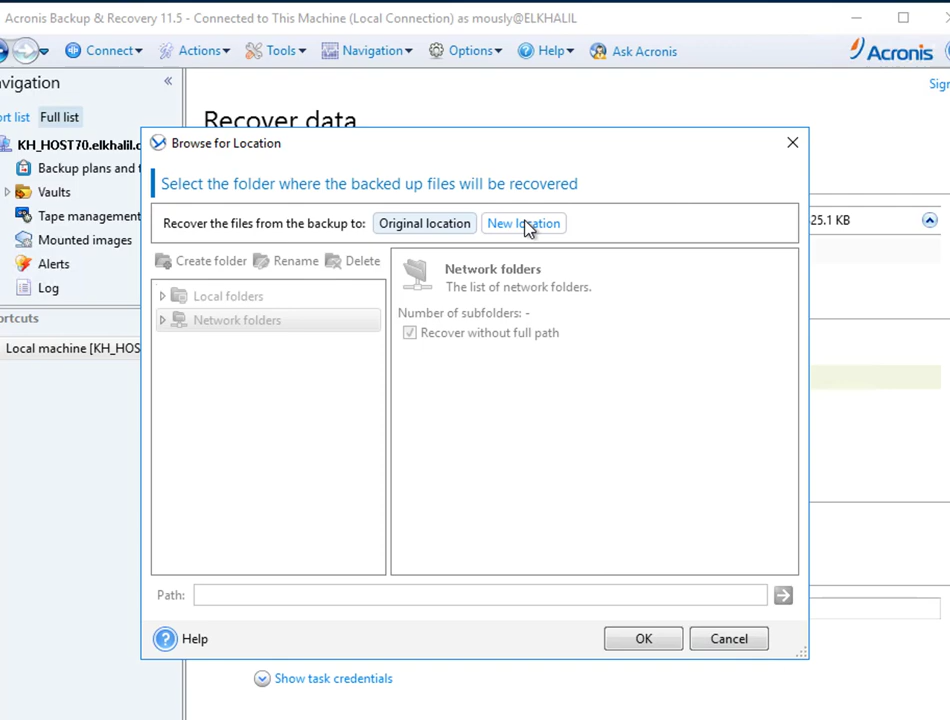 Acronis Backup & Recovery 11.5 - Connected to This Machine (Local Connection) as mously@ELKHALIL
Connect Actions Tools Navigation Options Help Ask Acronis Acronis
avigation
ort list Full list
Sign
Recover data
KH_HOST70.elkhalil.c
Backup plans and t
Vaults
Tape management
Mounted images
Alerts
Log
ortcuts
Local machine [KH_HOS
25.1 KB
Browse for Location
Select the folder where the backed up files will be recovered
Recover the files from the backup to: Original location New location
Create folder Rename Delete
Local folders
Network folders
Network folders
The list of network folders.
Number of subfolders: -
Recover without full path
Path:
Help OK Cancel
Show task credentials